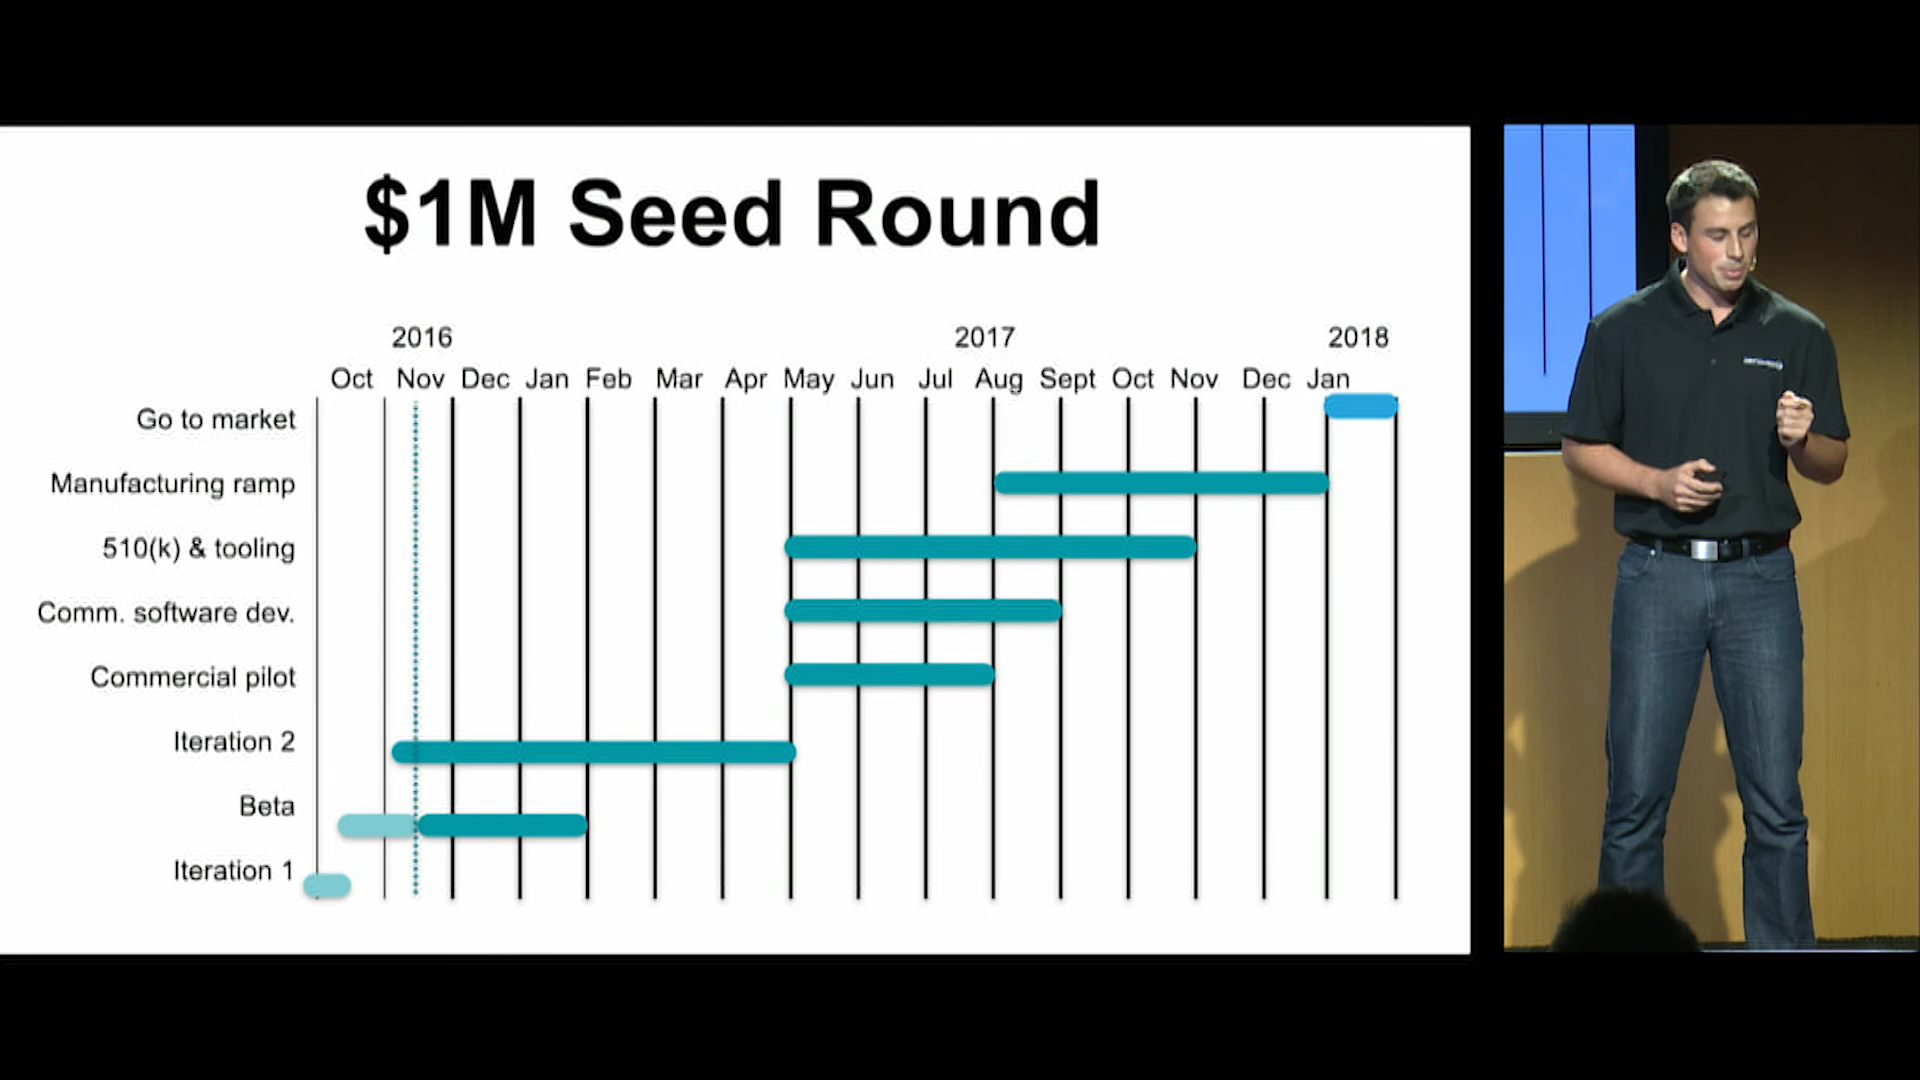 $1M Seed Round
2016 2017 2018
Oct Nov Dec Jan Feb Mar Apr May Jun Jul Aug Sept Oct Nov Dec Jan
Go to market
Manufacturing ramp
510(k) & tooling
Comm. software dev.
Commercial pilot
Iteration 2
Beta
Iteration 1